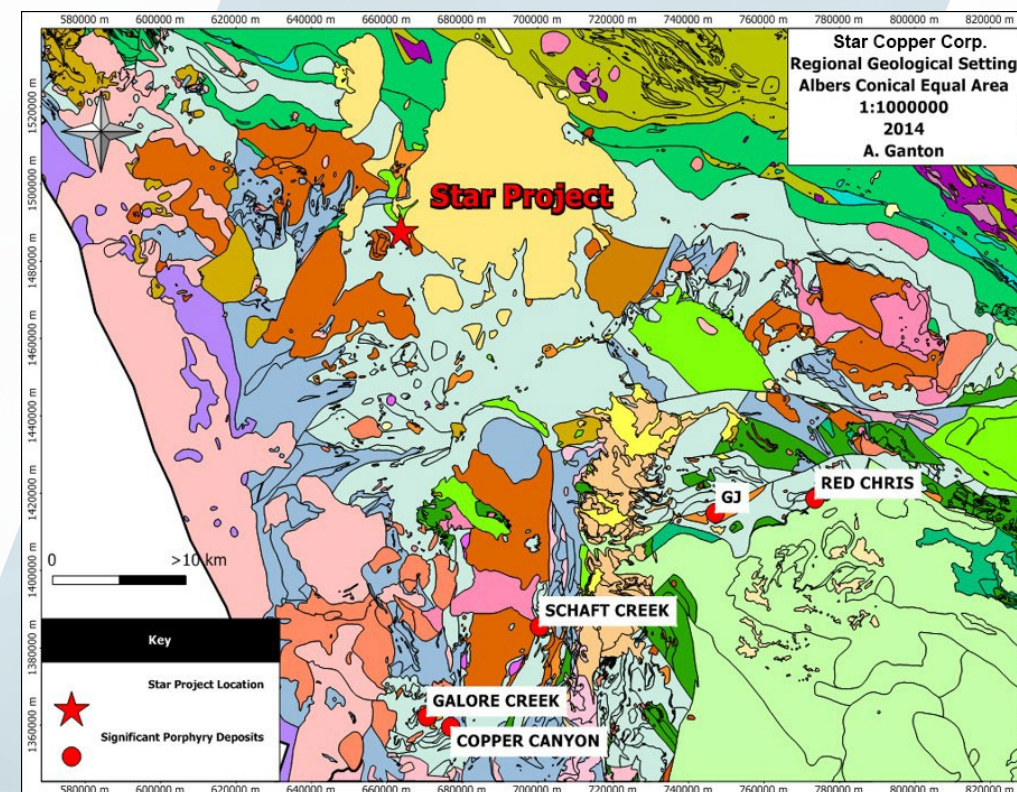 580000 m 600000 m 620000 m 640000 m 660000 m 680000 m 700000 m 720000 m 740000 m 760000 m 780000 m 800000 m 820000 m
Star Copper Corp.
Regional Geological Setting
Albers Conical Equal Area
1:1000000
2014
A. Ganton
1520000 m
1500000 m
1480000 m
1460000 m
1440000 m
1420000 m
1400000 m
1380000 m
1360000 m
Star Project
RED CHRIS
GJ
SCHAFT CREEK
GALORE CREEK
COPPER CANYON
0 >10 km
Key
Star Project Location
Significant Porphyry Deposits
580000 m 600000 m 620000 m 640000 m 660000 m 680000 m 700000 m 720000 m 740000 m 760000 m 780000 m 800000 m 820000 m